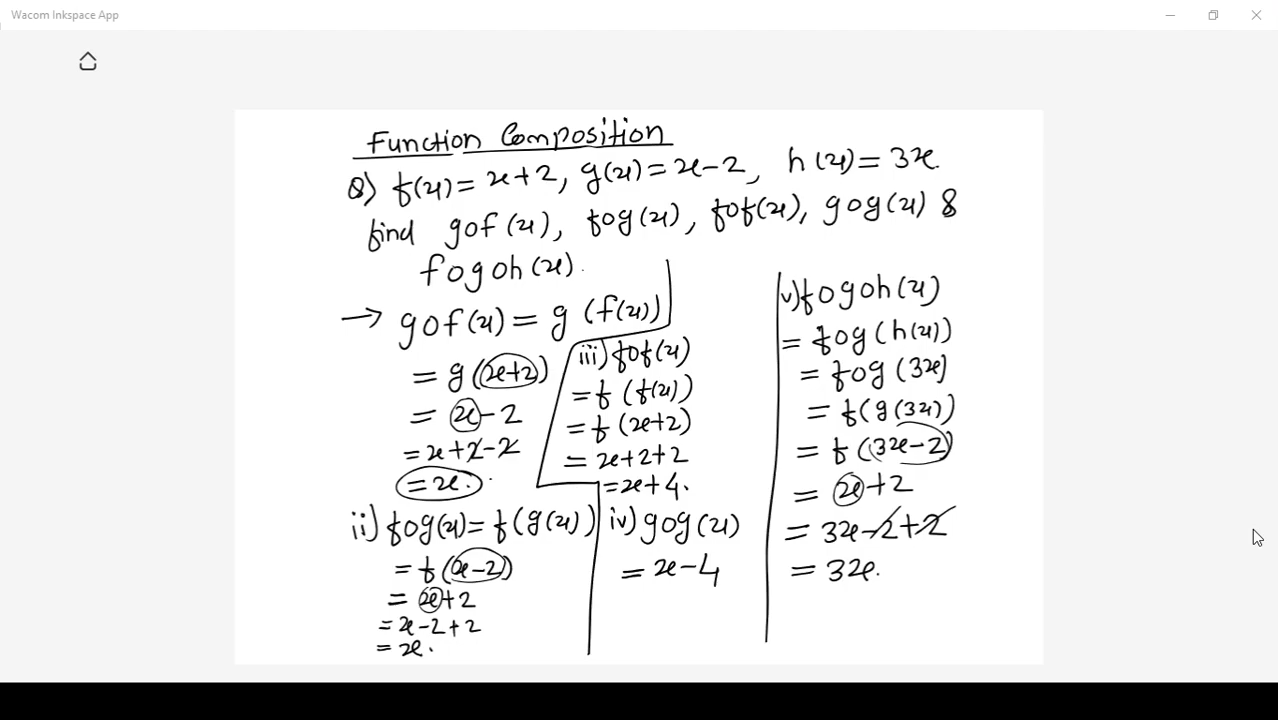 Wacom Inkspace App
Function Composition
Q) f(x) = x+2, g(x) = x-2, h(x) = 3x.
find gof(x), fog(x), fof(x), gog(x) &
fogoh(x).
→ gof(x) = g(f(x))
= g(x+2)
= x-2
= x+2-2
= x.
ii) fog(x) = f(g(x))
= f(x-2)
= x+2
= x-2+2
= x.
iii) fof(x)
= f(f(x))
= f(x+2)
= x+2+2
= x+4.
iv) gog(x)
= x-4
v) fogoh(x)
= fog(h(x))
= fog(3x)
= f(g(3x))
= f(3x-2)
= x+2
= 3x-2+2
= 3x.